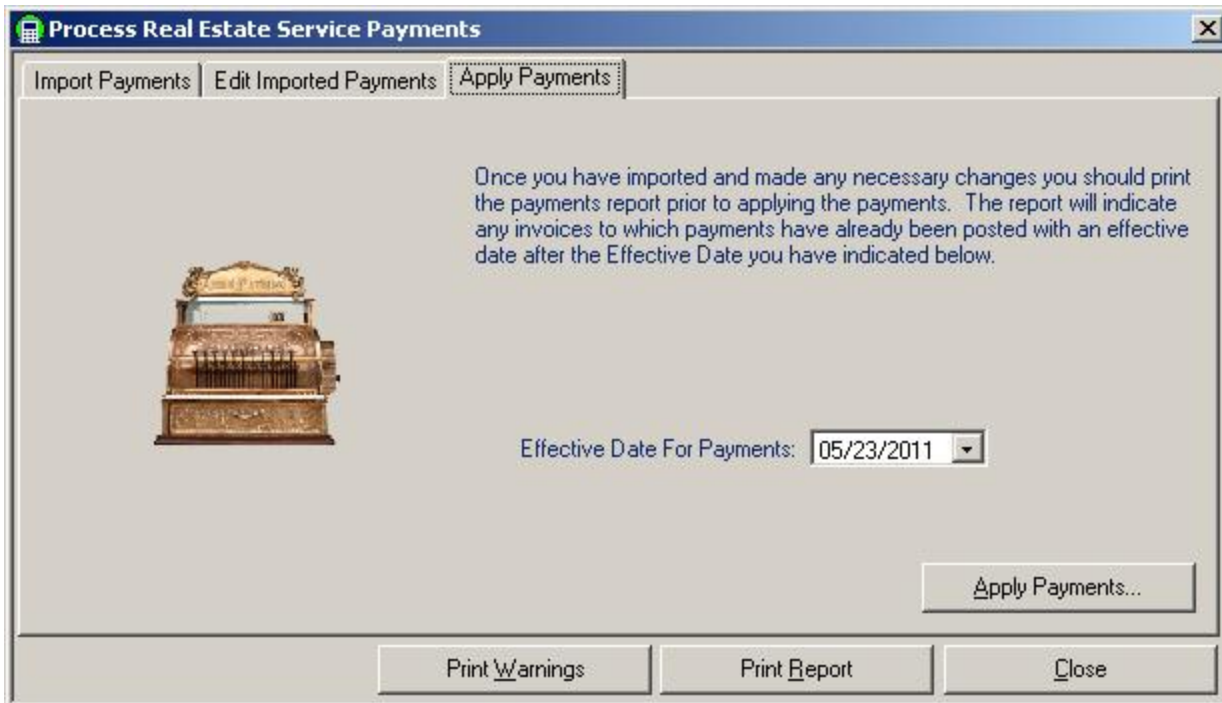 Process Real Estate Service Payments
Import Payments Edit Imported Payments Apply Payments
Once you have imported and made any necessary changes you should print
the payments report prior to applying the payments. The report will indicate
any invoices to which payments have already been posted with an effective
date after the Effective Date you have indicated below.
Effective Date For Payments: 05/23/2011
Apply Payments...
Print Warnings Print Report Close